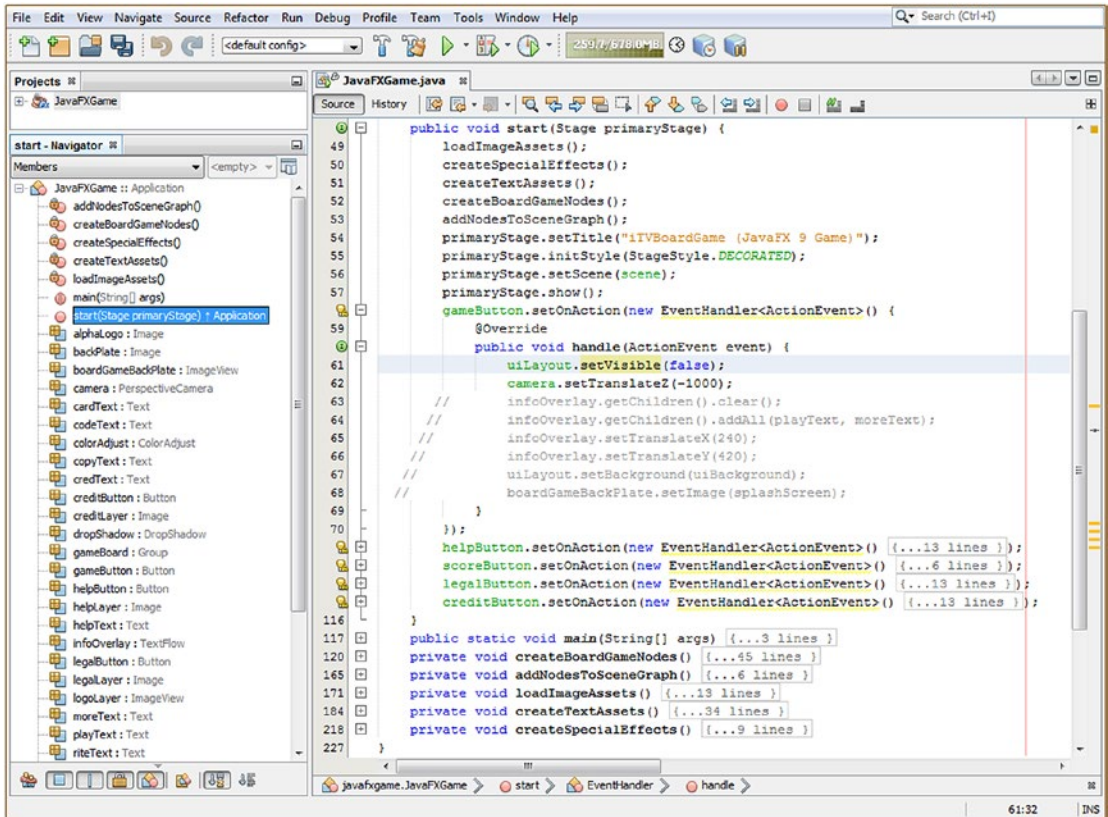 File Edit View Navigate Source Refactor Run Debug Profile Team Tools Window Help
Search (Ctrl+I)
<default config>
259.7/678.0MB
Projects
JavaFXGame
start - Navigator
Members
<empty>
JavaFXGame :: Application
addNodesToSceneGraph()
createBoardGameNodes()
createSpecialEffects()
createTextAssets()
loadImageAssets()
main(String[] args)
start(Stage primaryStage) ↑ Application
alphaLogo : Image
backPlate : Image
boardGameBackPlate : ImageView
camera : PerspectiveCamera
cardText : Text
codeText : Text
colorAdjust : ColorAdjust
copyText : Text
credText : Text
creditButton : Button
creditLayer : Image
dropShadow : DropShadow
gameBoard : Group
gameButton : Button
helpButton : Button
helpLayer : Image
helpText : Text
infoOverlay : TextFlow
legalButton : Button
legalLayer : Image
logoLayer : ImageView
moreText : Text
playText : Text
riteText : Text
JavaFXGame.java
Source History
public void start(Stage primaryStage) {
49 loadImageAssets();
50 createSpecialEffects();
51 createTextAssets();
52 createBoardGameNodes();
53 addNodesToSceneGraph();
54 primaryStage.setTitle("iTVBoardGame (JavaFX 9 Game)");
55 primaryStage.initStyle(StageStyle.DECORATED);
56 primaryStage.setScene(scene);
57 primaryStage.show();
gameButton.setOnAction(new EventHandler<ActionEvent>() {
59 @Override
public void handle(ActionEvent event) {
61 uiLayout.setVisible(false);
62 camera.setTranslateZ(-1000);
63 // infoOverlay.getChildren().clear();
64 // infoOverlay.getChildren().addAll(playText, moreText);
65 // infoOverlay.setTranslateX(240);
66 // infoOverlay.setTranslateY(420);
67 // uiLayout.setBackground(uiBackground);
68 // boardGameBackPlate.setImage(splashScreen);
69 }
70 });
helpButton.setOnAction(new EventHandler<ActionEvent>() {...13 lines });
scoreButton.setOnAction(new EventHandler<ActionEvent>() {...6 lines });
legalButton.setOnAction(new EventHandler<ActionEvent>() {...13 lines });
creditButton.setOnAction(new EventHandler<ActionEvent>() {...13 lines });
116 }
117 public static void main(String[] args) {...3 lines }
120 private void createBoardGameNodes() {...45 lines }
165 private void addNodesToSceneGraph() {...6 lines }
171 private void loadImageAssets() {...13 lines }
184 private void createTextAssets() {...34 lines }
218 private void createSpecialEffects() {...9 lines }
227 }
javafxgame.JavaFXGame start EventHandler handle
61:32 INS